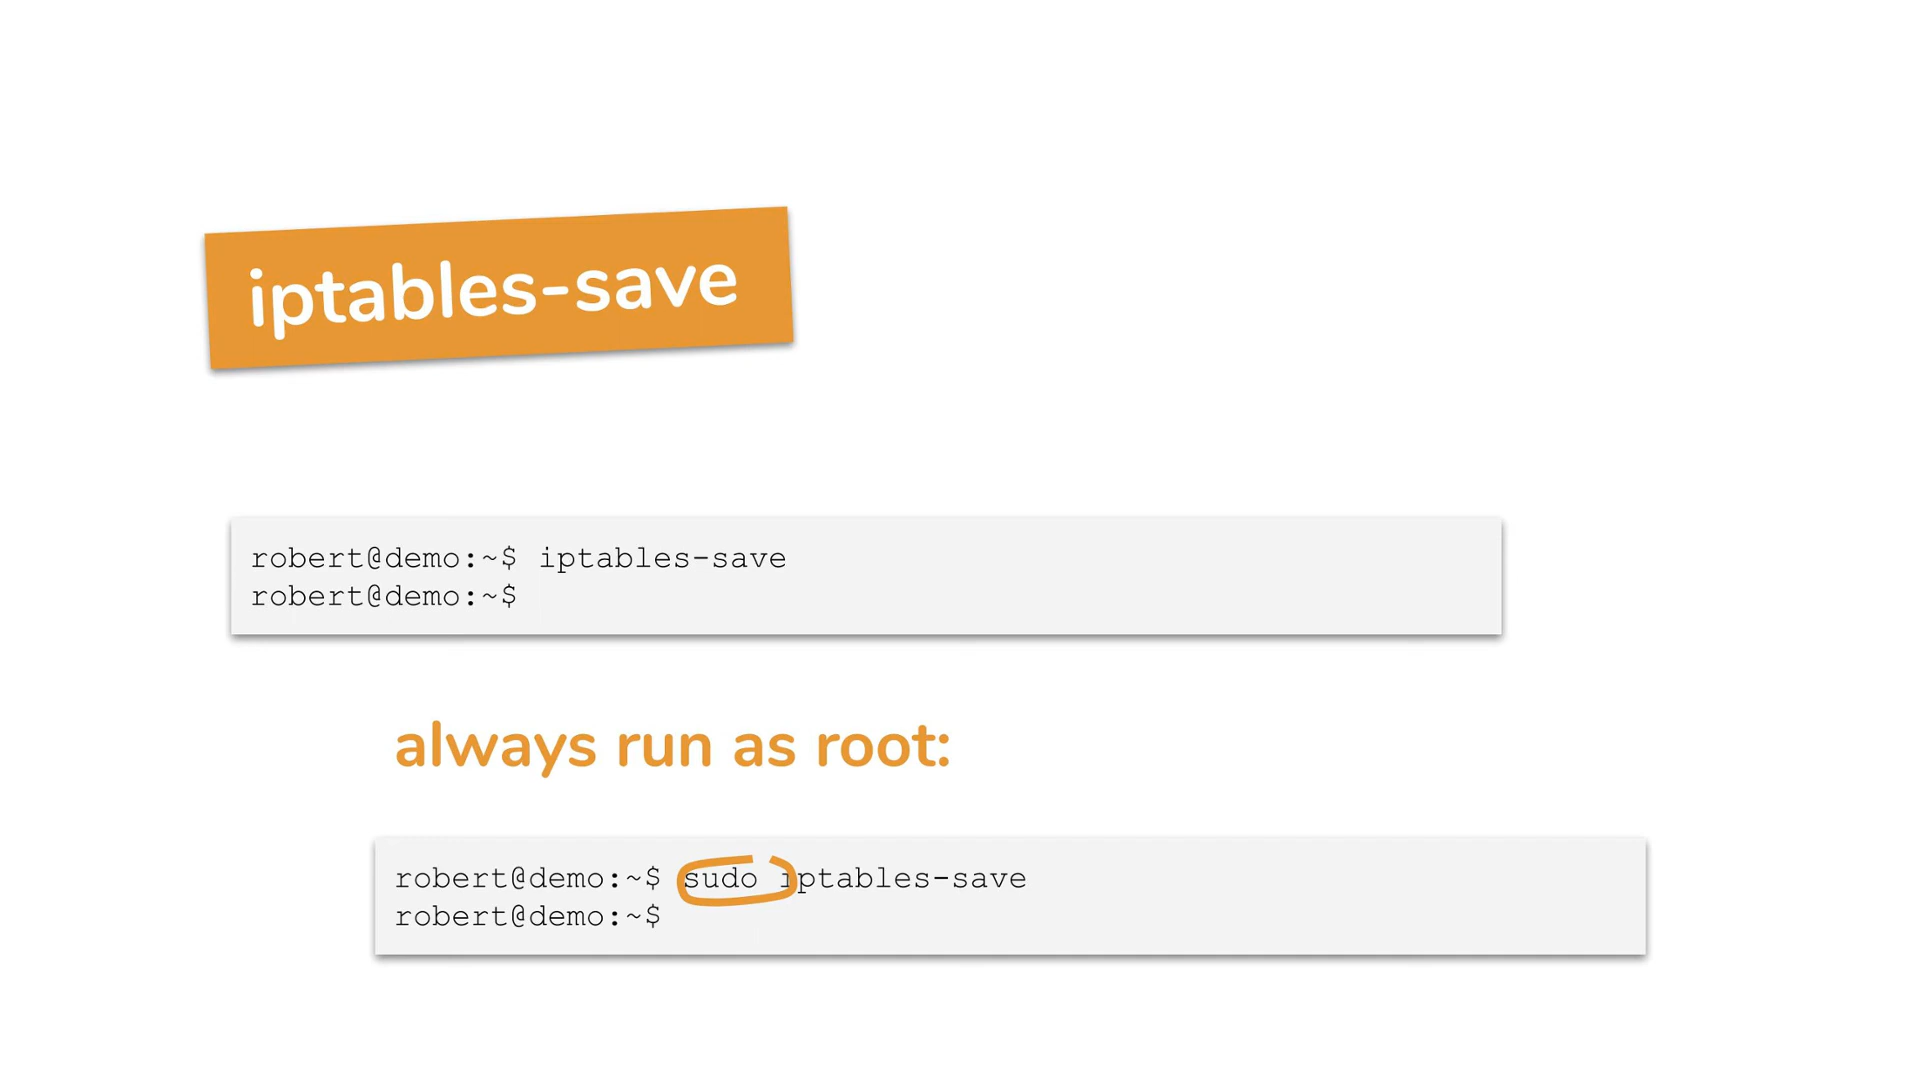 iptables-save
robert@demo:~$ iptables-save
robert@demo:~$
always run as root:
robert@demo:~$ sudo iptables-save
robert@demo:~$